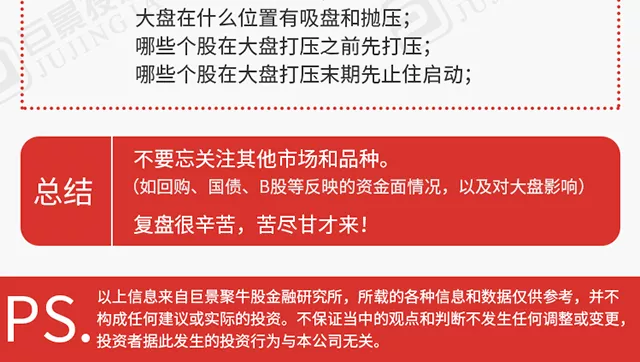 大盘在什么位置有吸盘和抛压；
哪些个股在大盘打压之前先打压；
哪些个股在大盘打压末期先止住启动；
总结
不要忘关注其他市场和品种。
（如回购、国债、B股等反映的资金面情况，以及对大盘影响）
复盘很辛苦，苦尽甘才来！
PS.
以上信息来自巨景聚牛股金融研究所，所载的各种信息和数据仅供参考，并不
构成任何建议或实际的投资。不保证当中的观点和判断不发生任何调整或变更，
投资者据此发生的投资行为与本公司无关。